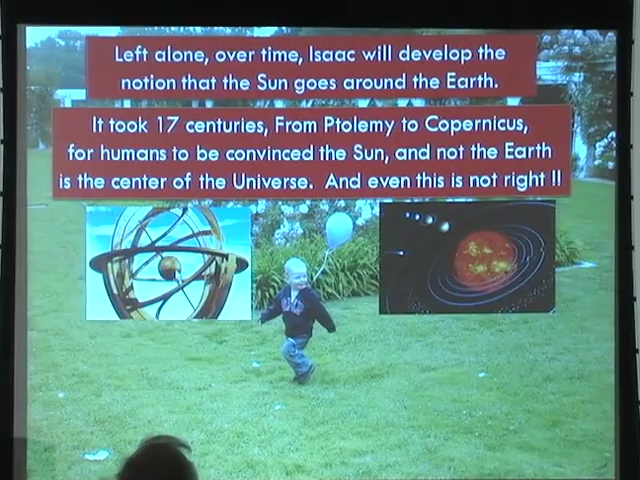 Left alone, over time, Isaac will develop the
notion that the Sun goes around the Earth.
It took 17 centuries, From Ptolemy to Copernicus,
for humans to be convinced the Sun, and not the Earth
is the center of the Universe. And even this is not right !!